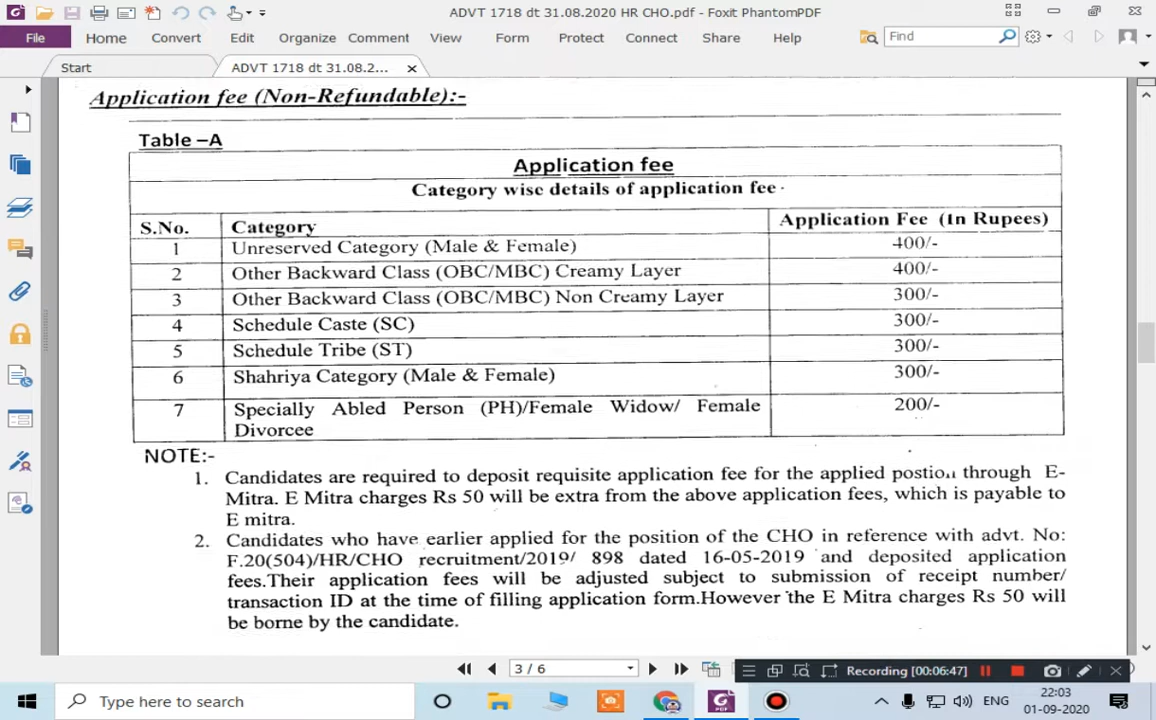 ADVT 1718 dt 31.08.2020 HR CHO.pdf - Foxit PhantomPDF
File Home Convert Edit Organize Comment View Form Protect Connect Share Help Find
Start ADVT 1718 dt 31.08.2...
Application fee (Non-Refundable):-
Table –A
Application fee
Category wise details of application fee
S.No. Category Application Fee (In Rupees)
1 Unreserved Category (Male & Female) 400/-
2 Other Backward Class (OBC/MBC) Creamy Layer 400/-
3 Other Backward Class (OBC/MBC) Non Creamy Layer 300/-
4 Schedule Caste (SC) 300/-
5 Schedule Tribe (ST) 300/-
6 Shahriya Category (Male & Female) 300/-
7 Specially Abled Person (PH)/Female Widow/ Female 200/-
Divorcee
NOTE:-
1. Candidates are required to deposit requisite application fee for the applied postion through E-
Mitra. E Mitra charges Rs 50 will be extra from the above application fees, which is payable to
E mitra.
2. Candidates who have earlier applied for the position of the CHO in reference with advt. No:
F.20(504)/HR/CHO recruitment/2019/ 898 dated 16-05-2019 and deposited application
fees.Their application fees will be adjusted subject to submission of receipt number/
transaction ID at the time of filling application form.However the E Mitra charges Rs 50 will
be borne by the candidate.
3 / 6
Recording [00:06:47]
Type here to search
ENG
22:03
01-09-2020